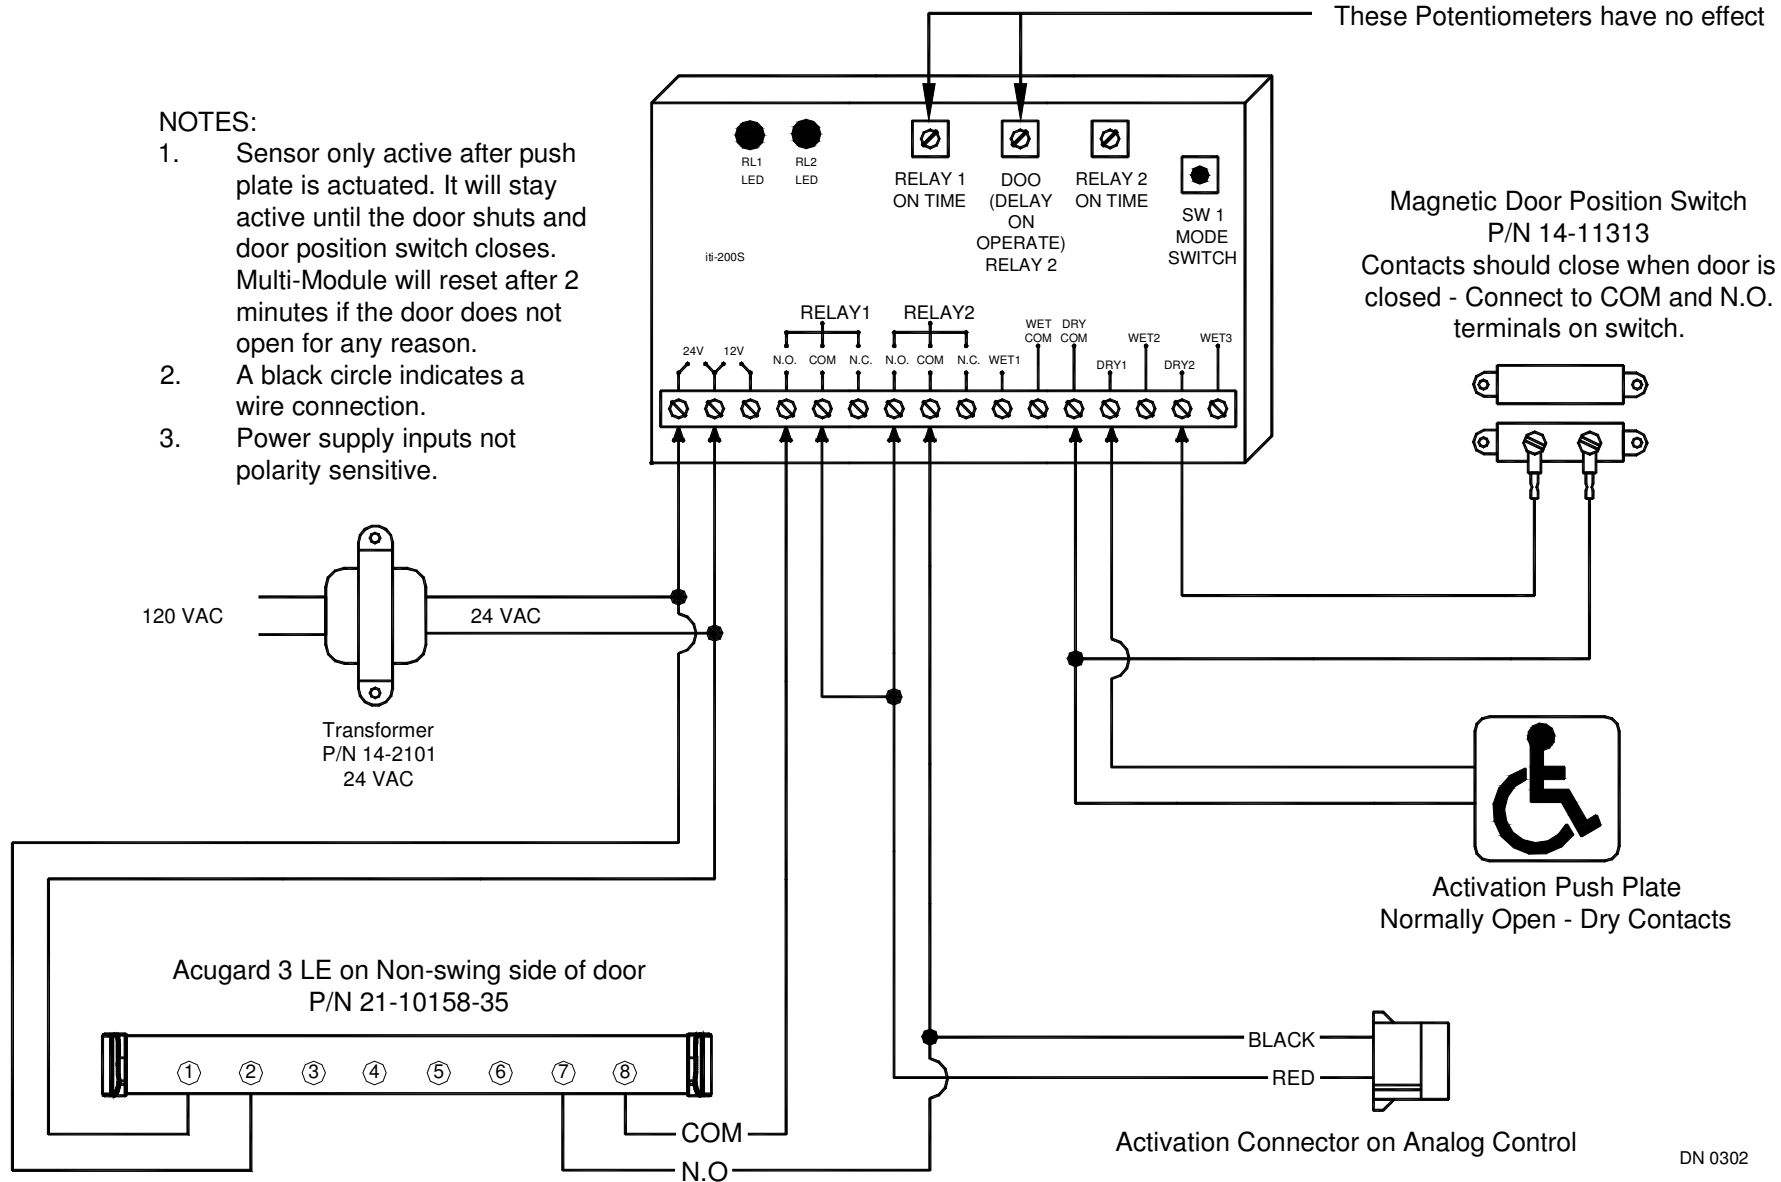 These Potentiometers have no effect
NOTES:
1. Sensor only active after push
plate is actuated. It will stay
active until the door shuts and
door position switch closes.
Multi-Module will reset after 2
minutes if the door does not
open for any reason.
2. A black circle indicates a
wire connection.
3. Power supply inputs not
polarity sensitive.
RL1
LED
RL2
LED
RELAY 1
ON TIME
DOO
(DELAY
ON
OPERATE)
RELAY 2
RELAY 2
ON TIME
SW 1
MODE
SWITCH
iti-200S
RELAY1
RELAY2
24V
12V
N.O.
COM
N.C.
N.O.
COM
N.C.
WET1
WET
COM
DRY
COM
DRY1
WET2
DRY2
WET3
Magnetic Door Position Switch
P/N 14-11313
Contacts should close when door is
closed - Connect to COM and N.O.
terminals on switch.
120 VAC
24 VAC
Transformer
P/N 14-2101
24 VAC
Activation Push Plate
Normally Open - Dry Contacts
Acugard 3 LE on Non-swing side of door
P/N 21-10158-35
1 2 3 4 5 6 7 8
COM
N.O
BLACK
RED
Activation Connector on Analog Control
DN 0302